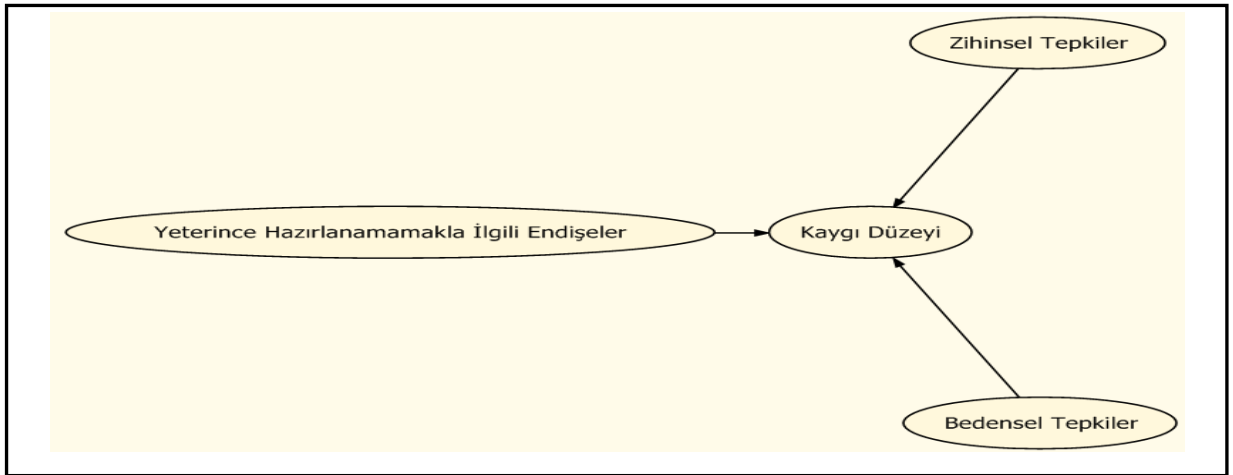 Zihinsel Tepkiler
Yeterince Hazırlanamamakla İlgili Endişeler
Kaygı Düzeyi
Bedensel Tepkiler